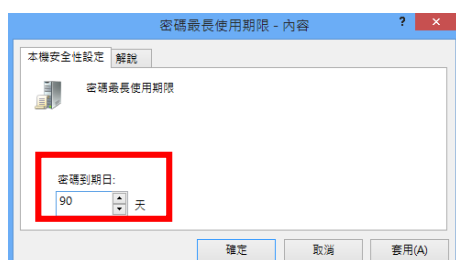 密碼最長使用期限 - 內容
? ×
本機安全性設定 解說
密碼最長使用期限
密碼到期日:
90 天
確定 取消 套用(A)